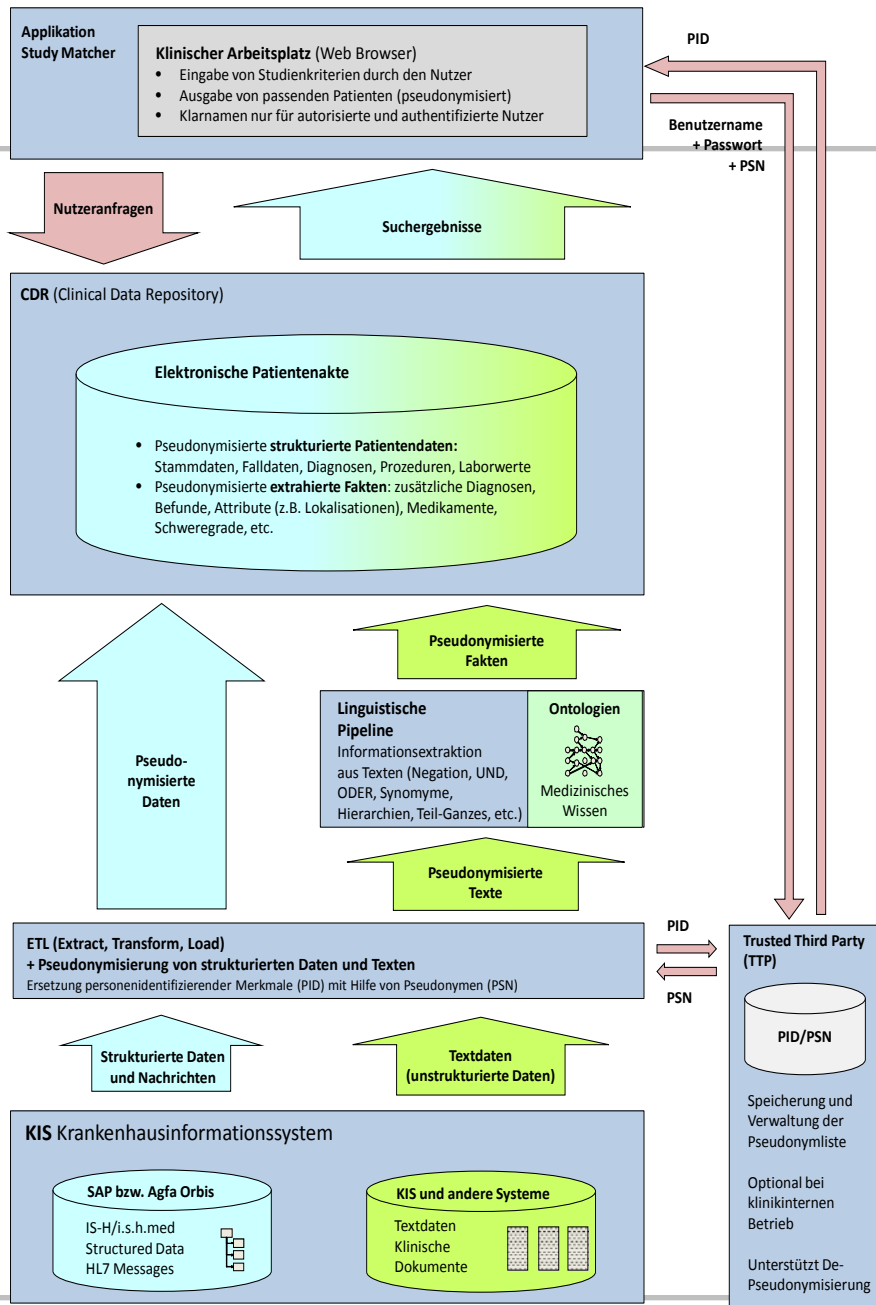 Applikation
Study Matcher
Klinischer Arbeitsplatz (Web Browser)
• Eingabe von Studienkriterien durch den Nutzer
• Ausgabe von passenden Patienten (pseudonymisiert)
• Klarnamen nur für autorisierte und authentifizierte Nutzer
PID
Benutzername
+ Passwort
+ PSN
Nutzeranfragen
Suchergebnisse
CDR (Clinical Data Repository)
Elektronische Patientenakte
• Pseudonymisierte strukturierte Patientendaten:
Stammdaten, Falldaten, Diagnosen, Prozeduren, Laborwerte
• Pseudonymisierte extrahierte Fakten: zusätzliche Diagnosen,
Befunde, Attribute (z.B. Lokalisationen), Medikamente,
Schweregrade, etc.
Pseudo-
nymisierte
Daten
Pseudonymisierte
Fakten
Linguistische
Pipeline
Informationsextraktion
aus Texten (Negation, UND,
ODER, Synomyme,
Hierarchien, Teil-Ganzes, etc.)
Ontologien
Medizinisches
Wissen
Pseudonymisierte
Texte
ETL (Extract, Transform, Load)
+ Pseudonymisierung von strukturierten Daten und Texten
Ersetzung personenidentifizierender Merkmale (PID) mit Hilfe von Pseudonymen (PSN)
PID
PSN
Trusted Third Party
(TTP)
PID/PSN
Speicherung und
Verwaltung der
Pseudonymliste
Optional bei
klinikinternen
Betrieb
Unterstützt De-
Pseudonymisierung
Strukturierte Daten
und Nachrichten
Textdaten
(unstrukturierte Daten)
KIS Krankenhausinformationssystem
SAP bzw. Agfa Orbis
IS-H/i.s.h.med
Structured Data
HL7 Messages
KIS und andere Systeme
Textdaten
Klinische
Dokumente